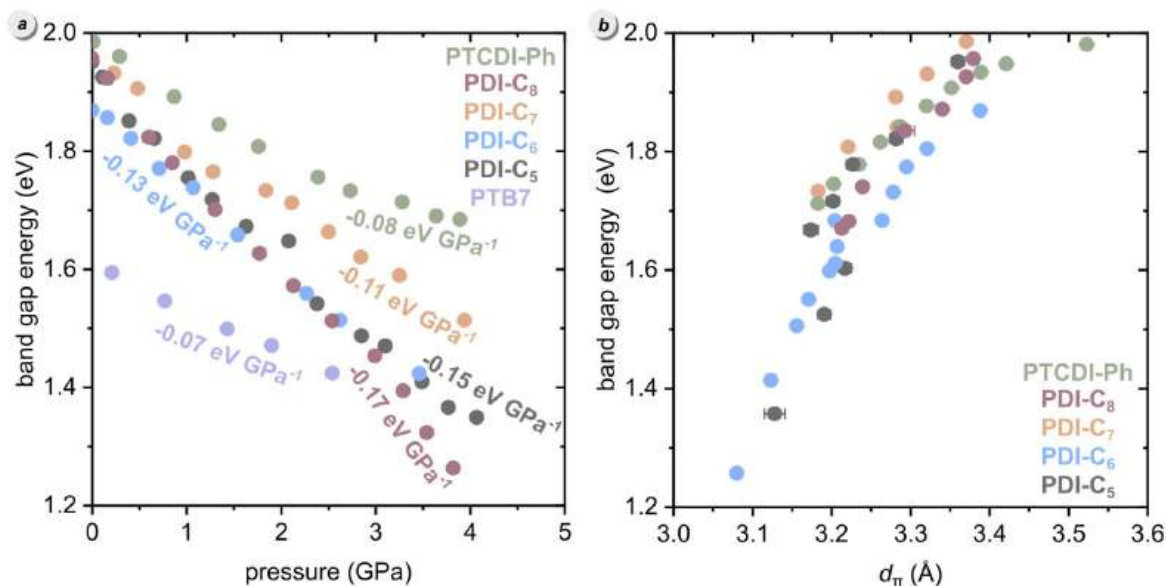 a
2.0
1.8
1.6
1.4
1.2
band gap energy (eV)
0
1
2
3
4
5
pressure (GPa)
PTCDI-Ph
PDI-C₈
PDI-C₇
PDI-C₆
PDI-C₅
PTB7
-0.13 eV GPa⁻¹
-0.08 eV GPa⁻¹
-0.11 eV GPa⁻¹
-0.07 eV GPa⁻¹
-0.15 eV GPa⁻¹
-0.17 eV GPa⁻¹
b
2.0
1.8
1.6
1.4
1.2
band gap energy (eV)
3.0
3.1
3.2
3.3
3.4
3.5
3.6
dπ (Å)
PTCDI-Ph
PDI-C₈
PDI-C₇
PDI-C₆
PDI-C₅